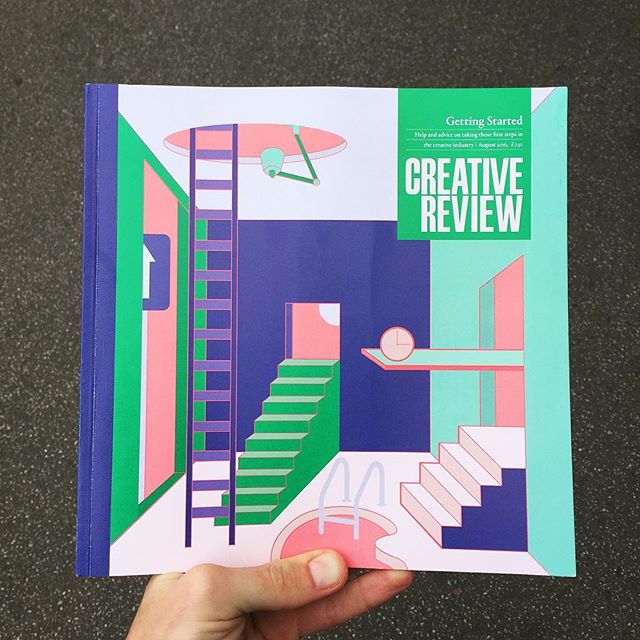 Getting Started
Help and advice on taking those first steps in
the creative industry | August 2016, £7.50
CREATIVE
REVIEW